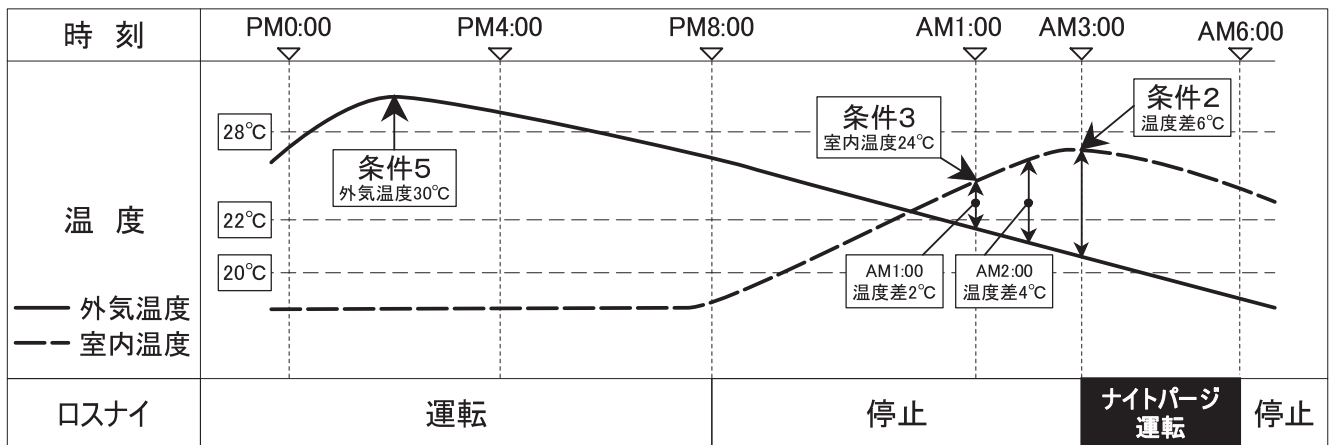 時 刻
PM0:00
PM4:00
PM8:00
AM1:00
AM3:00
AM6:00
温 度
28℃
22℃
20℃
条件5
外気温度30℃
条件3
室内温度24℃
条件2
温度差6℃
AM1:00
温度差2℃
AM2:00
温度差4℃
外気温度
室内温度
ロスナイ
運転
停止
ナイトパージ
運転
停止